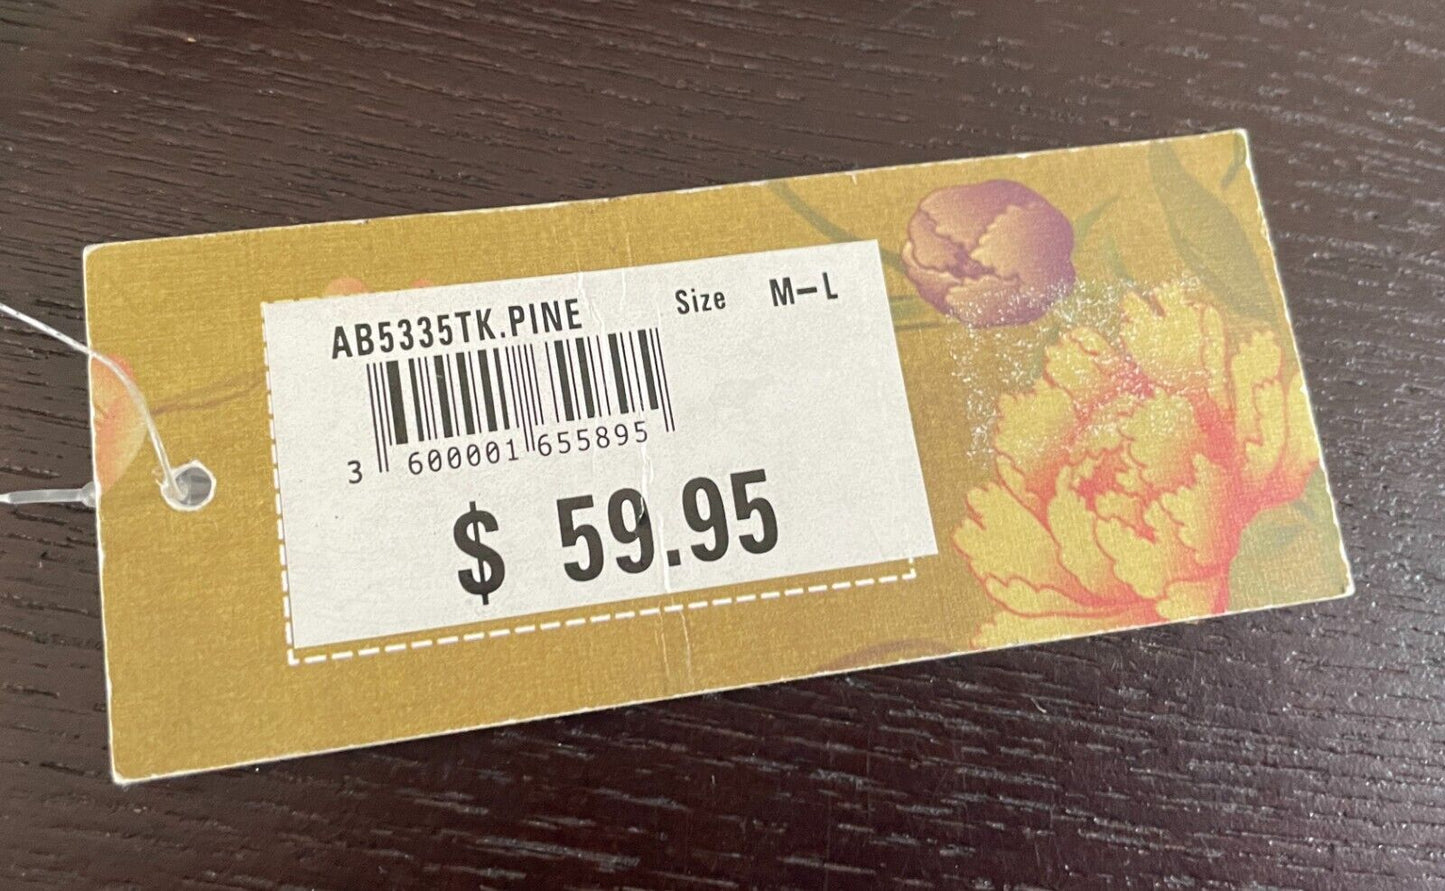 AB5335TK.PINE Size M-L
3 600001 655895
$ 59.95